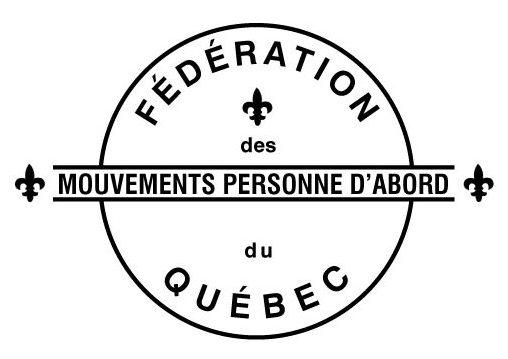 FÉDÉRATION
des
MOUVEMENTS PERSONNE D'ABORD
du
QUÉBEC